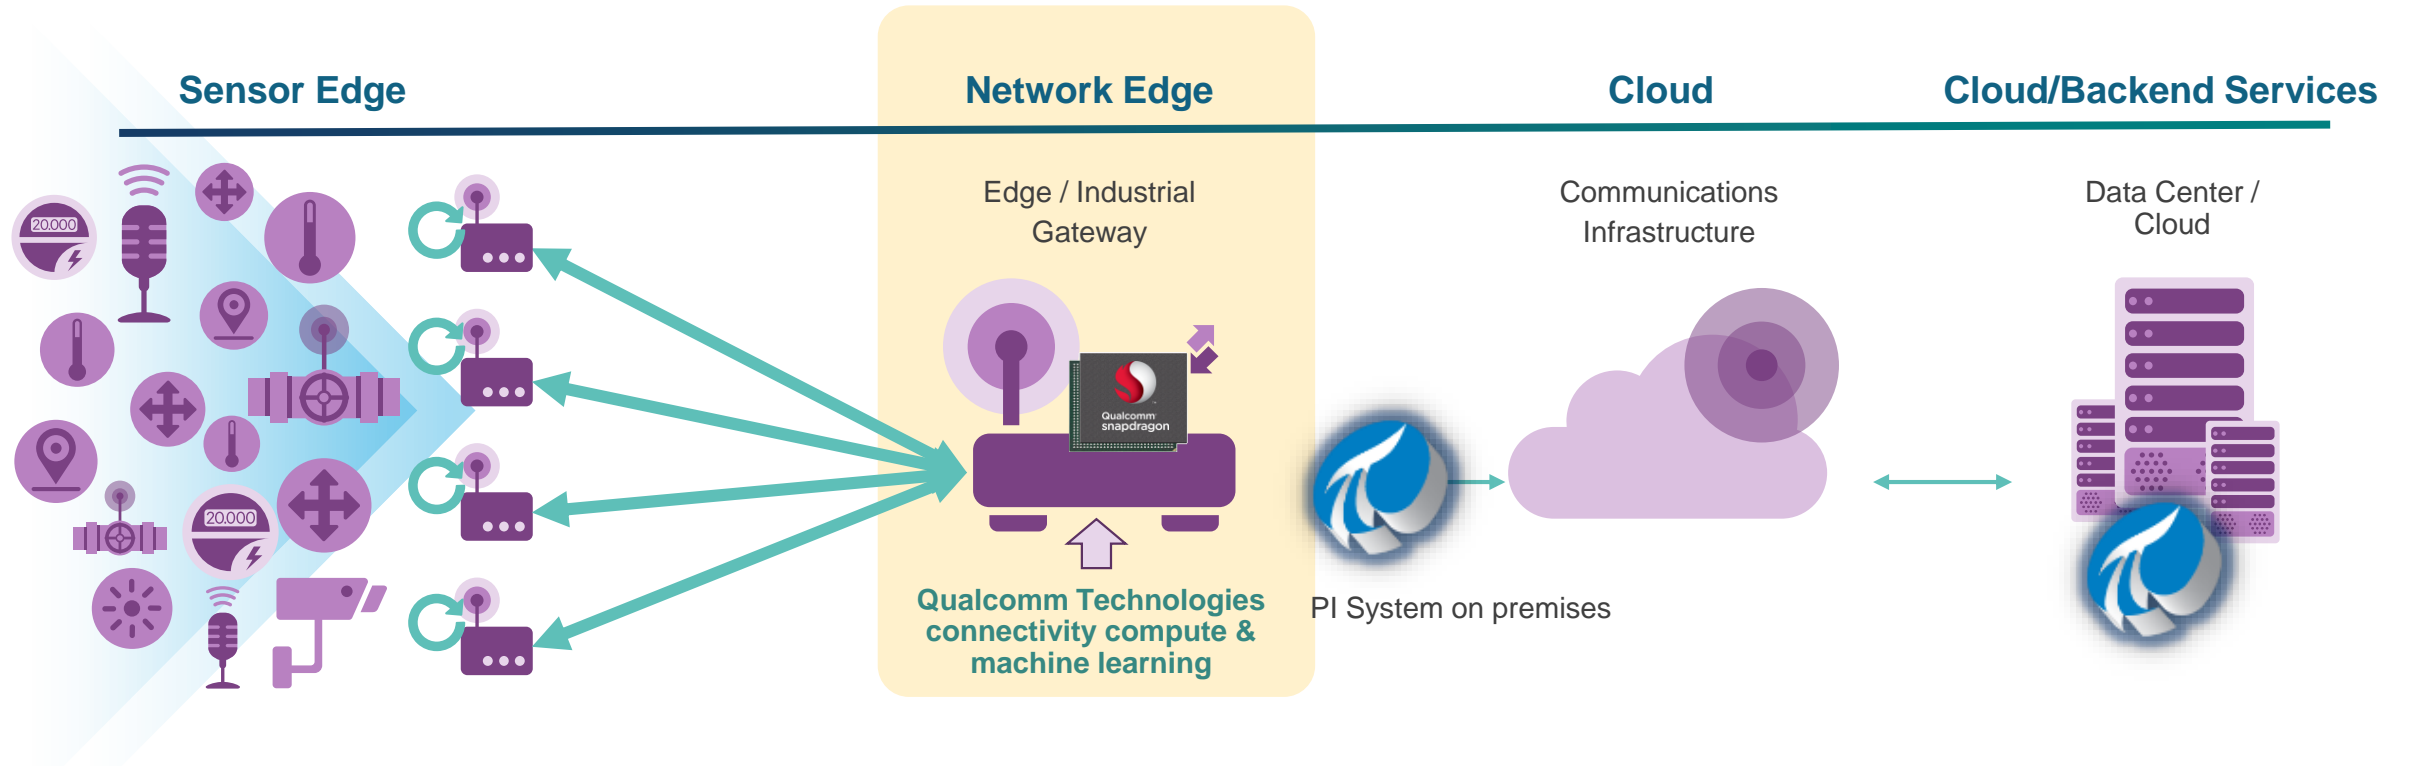 Sensor Edge
Network Edge
Cloud
Cloud/Backend Services
Edge / Industrial
Gateway
Communications
Infrastructure
Data Center /
Cloud
20.000
20.000
Qualcomm
snapdragon
Qualcomm Technologies
connectivity compute &
machine learning
PI System on premises